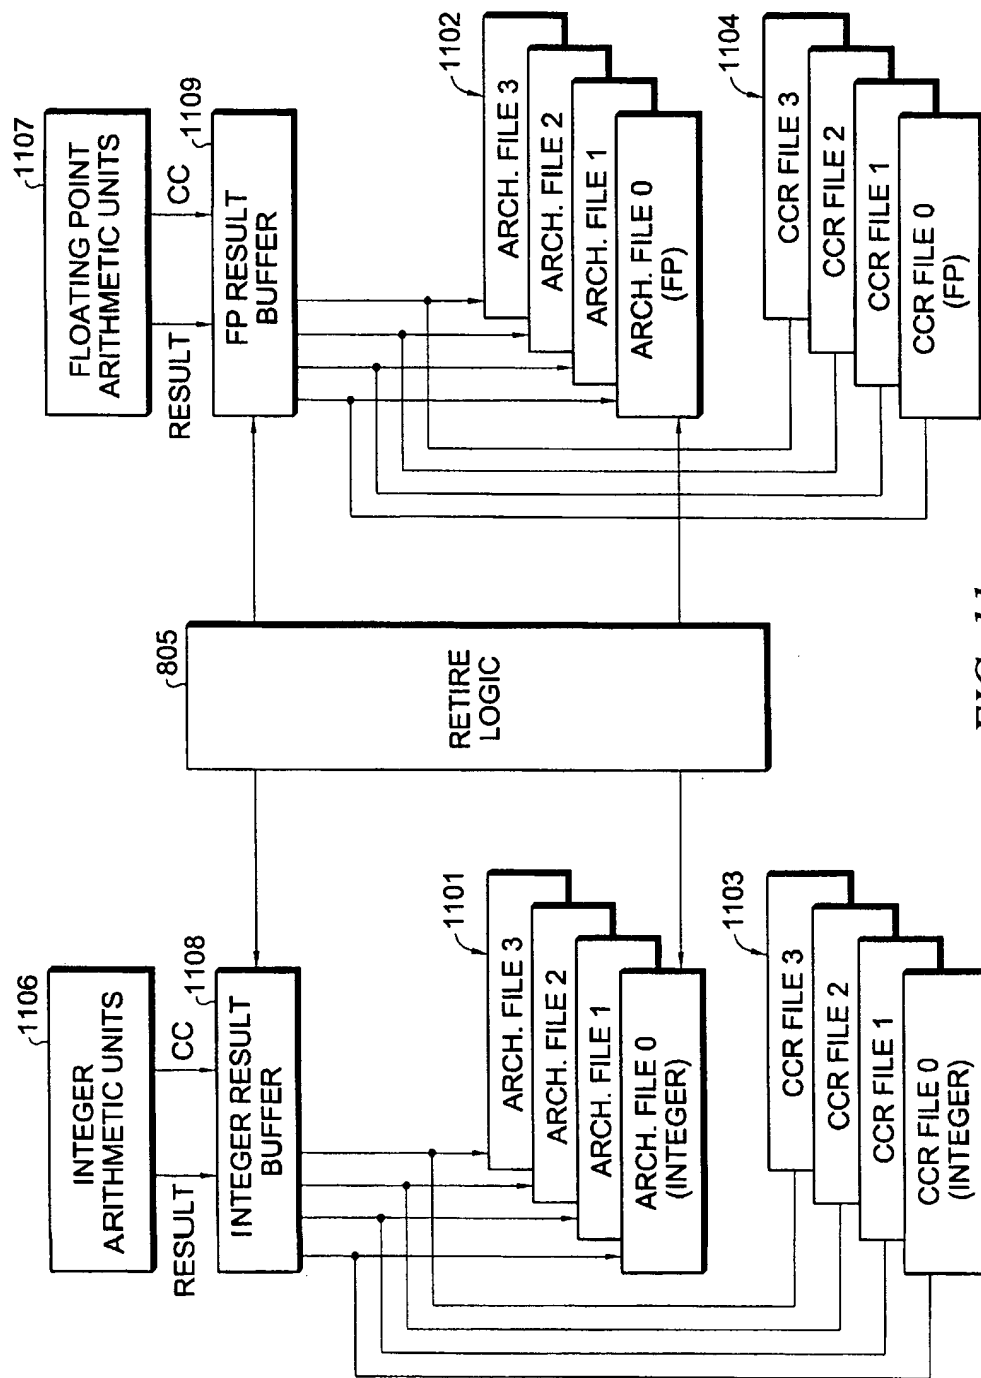 1106
INTEGER
ARITHMETIC UNITS
RESULT
CC
1108
INTEGER RESULT
BUFFER
1101
ARCH. FILE 3
ARCH. FILE 2
ARCH. FILE 1
ARCH. FILE 0
(INTEGER)
1103
CCR FILE 3
CCR FILE 2
CCR FILE 1
CCR FILE 0
(INTEGER)
805
RETIRE
LOGIC
1107
FLOATING POINT
ARITHMETIC UNITS
RESULT
CC
1109
FP RESULT
BUFFER
1102
ARCH. FILE 3
ARCH. FILE 2
ARCH. FILE 1
ARCH. FILE 0
(FP)
1104
CCR FILE 3
CCR FILE 2
CCR FILE 1
CCR FILE 0
(FP)
FIG. 11